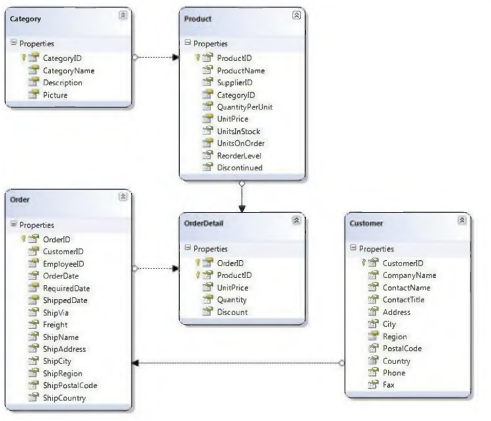 Category
Properties
CategoryID
CategoryName
Description
Picture
Product
Properties
ProductID
ProductName
SupplierID
CategoryID
QuantityPerUnit
UnitPrice
UnitsInStock
UnitsOnOrder
ReorderLevel
Discontinued
Order
Properties
OrderID
CustomerID
EmployeeID
OrderDate
RequiredDate
ShippedDate
ShipVia
Freight
ShipName
ShipAddress
ShipCity
ShipRegion
ShipPostalCode
ShipCountry
OrderDetail
Properties
OrderID
ProductID
UnitPrice
Quantity
Discount
Customer
Properties
CustomerID
CompanyName
ContactName
ContactTitle
Address
City
Region
PostalCode
Country
Phone
Fax